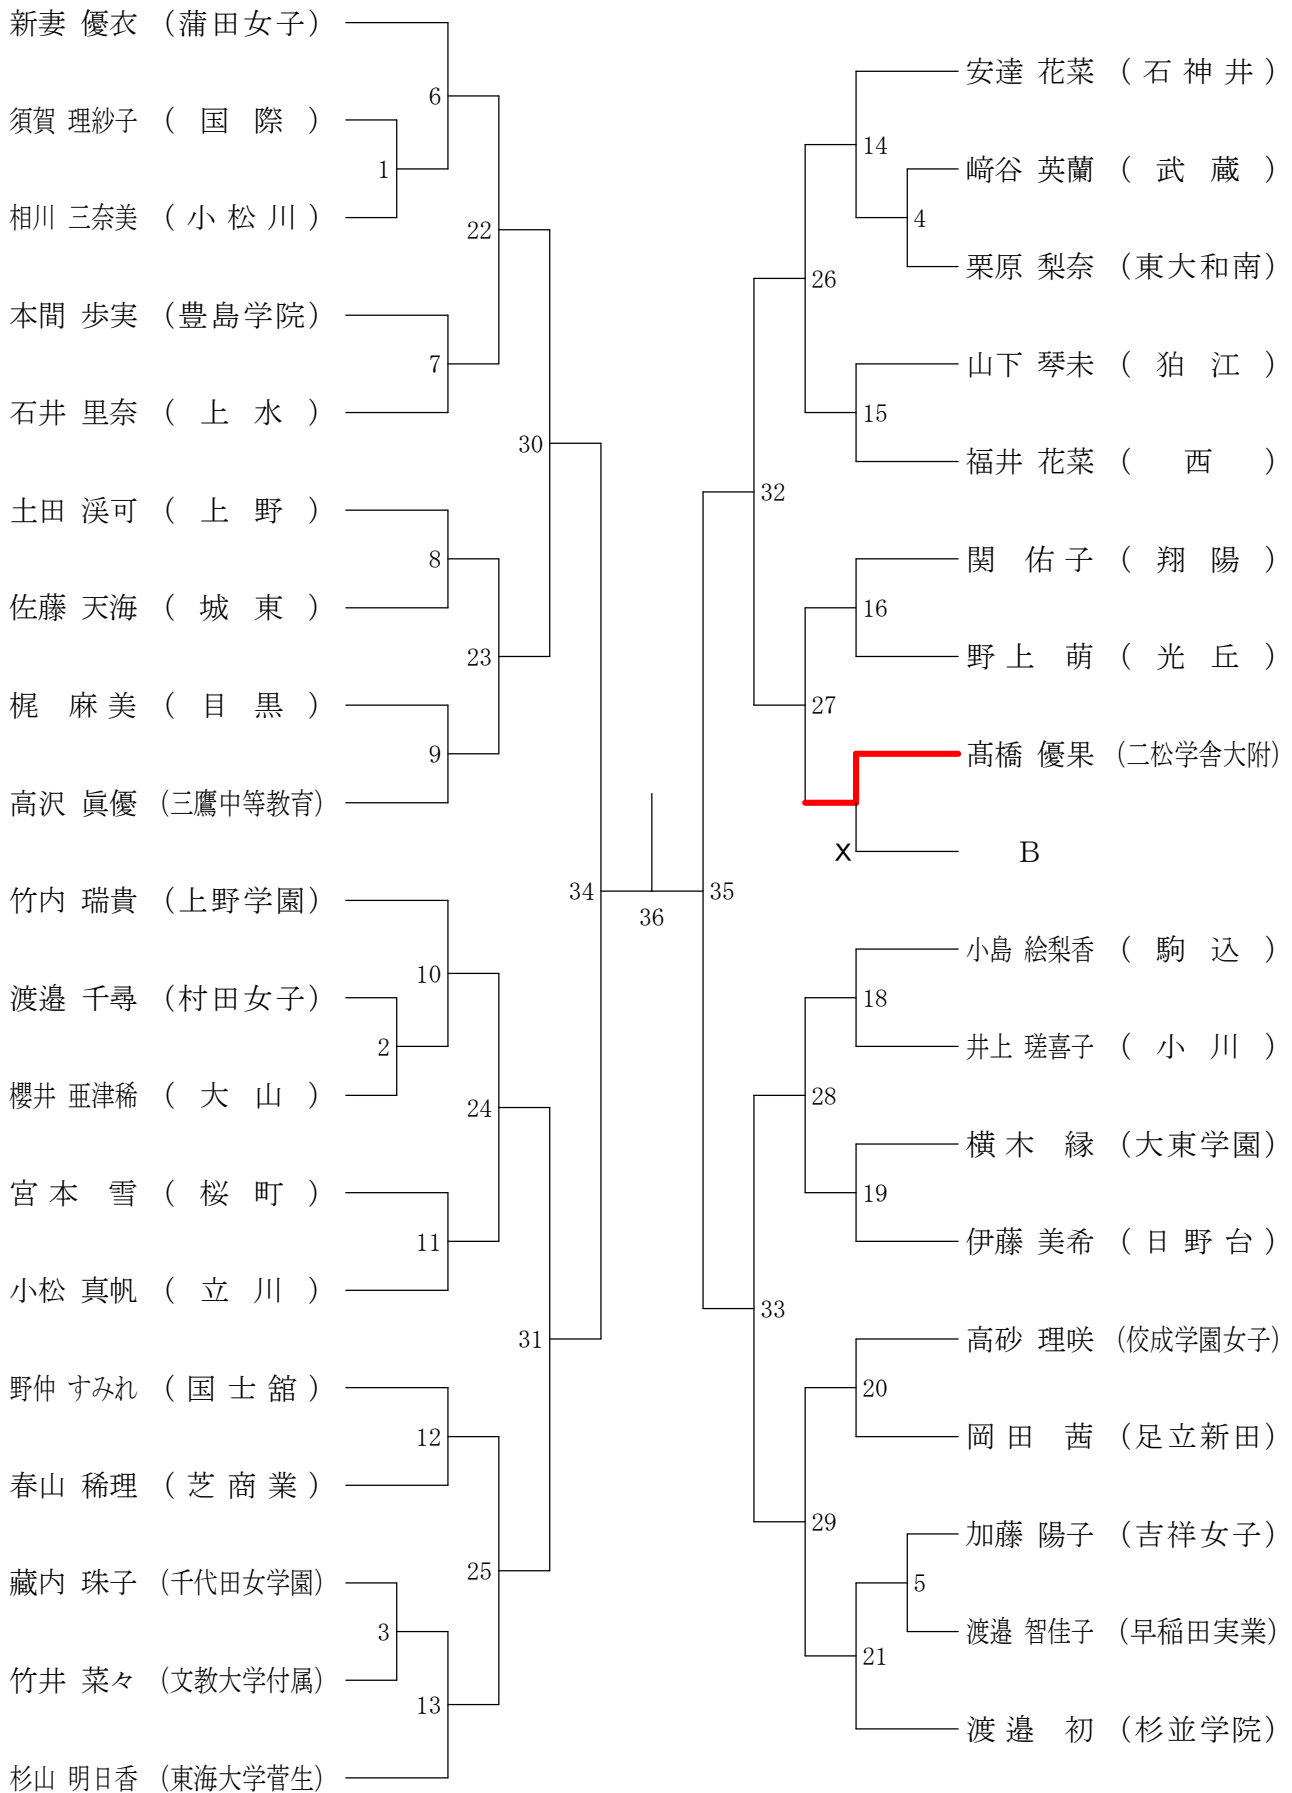 新妻 優衣 （蒲田女子）
須賀 理紗子 （ 国 際 ）
相川 三奈美 （ 小 松 川 ）
本間 歩実 （豊島学院）
石井 里奈 （ 上 水 ）
土田 渓可 （ 上 野 ）
佐藤 天海 （ 城 東 ）
梶 麻美 （ 目 黒 ）
高沢 眞優 （三鷹中等教育）
竹内 瑞貴 （上野学園）
渡邉 千尋 （村田女子）
櫻井 亜津稀 （ 大 山 ）
宮本 雪 （ 桜 町 ）
小松 真帆 （ 立 川 ）
野仲 すみれ （ 国 士 舘 ）
春山 稀理 （ 芝 商 業 ）
藏内 珠子 （千代田女学園）
竹井 菜々 （文教大学付属）
杉山 明日香 （東海大学菅生）
1
2
3
6
7
8
9
10
11
12
13
22
23
24
25
30
31
34
36
35
32
33
26
27
28
29
14
15
16
X
18
19
20
21
4
5
安達 花菜 （ 石 神 井 ）
﨑谷 英蘭 （ 武 蔵 ）
栗原 梨奈 （東大和南）
山下 琴未 （ 狛 江 ）
福井 花菜 （ 西 ）
関 佑子 （ 翔 陽 ）
野上 萌 （ 光 丘 ）
髙橋 優果 （二松学舎大附）
B
小島 絵梨香 （ 駒 込 ）
井上 瑳喜子 （ 小 川 ）
横木 縁 （大東学園）
伊藤 美希 （ 日 野 台 ）
高砂 理咲 （佼成学園女子）
岡田 茜 （足立新田）
加藤 陽子 （吉祥女子）
渡邉 智佳子 （早稲田実業）
渡邉 初 （杉並学院）